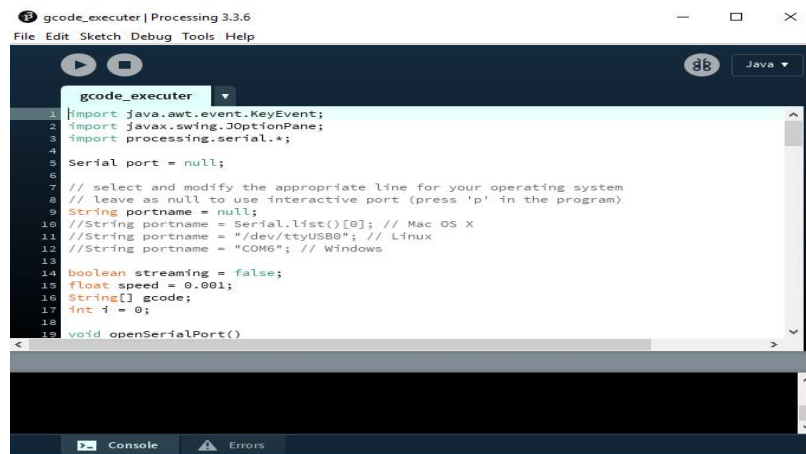 gcode_executer | Processing 3.3.6
File Edit Sketch Debug Tools Help
Java ▼
gcode_executer ▼
1 import java.awt.event.KeyEvent;
2 import javax.swing.JOptionPane;
3 import processing.serial.*;
4
5 Serial port = null;
6
7 // select and modify the appropriate line for your operating system
8 // leave as null to use interactive port (press 'p' in the program)
9 String portname = null;
10 //String portname = Serial.list()[0]; // Mac OS X
11 //String portname = "/dev/ttyUSB0"; // Linux
12 //String portname = "COM6"; // Windows
13
14 boolean streaming = false;
15 float speed = 0.001;
16 String[] gcode;
17 int i = 0;
18
19 void openSerialPort()
Console Errors